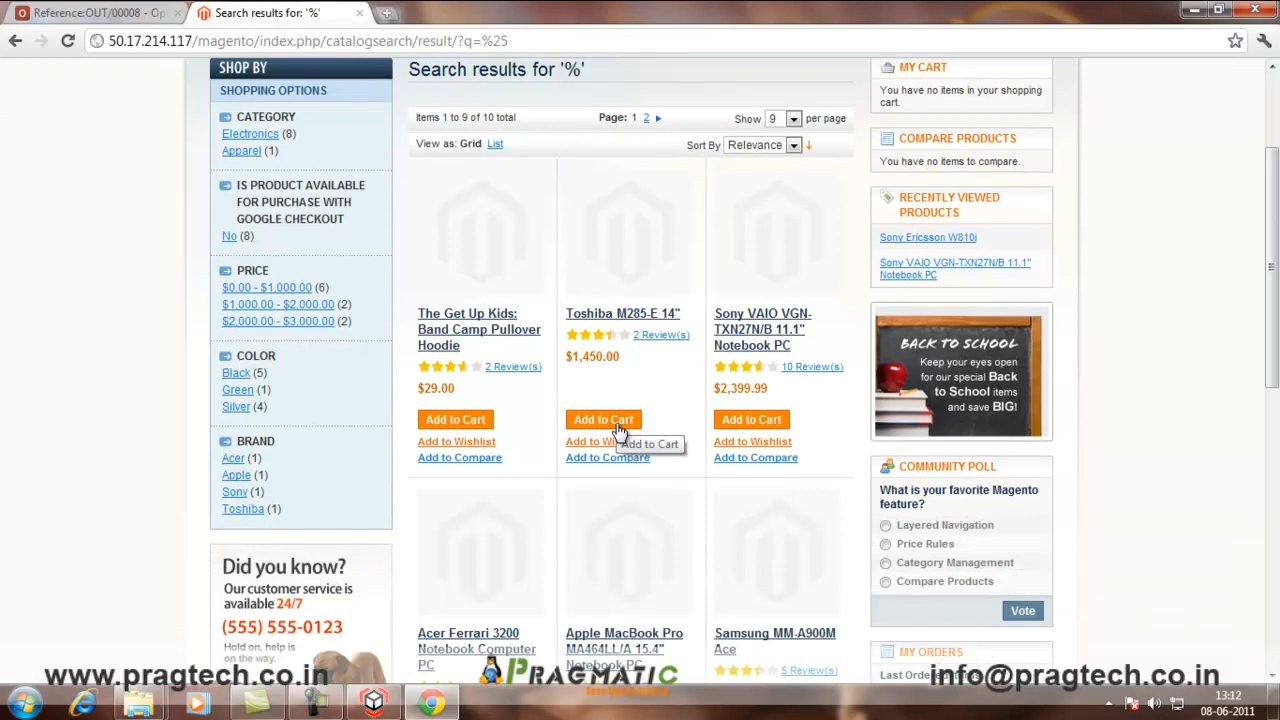 Reference:OUT/00008 - Op
Search results for: '%'
50.17.214.117/magento/index.php/catalogsearch/result/?q=%25
SHOP BY
SHOPPING OPTIONS
CATEGORY
Electronics (8)
Apparel (1)
IS PRODUCT AVAILABLE
FOR PURCHASE WITH
GOOGLE CHECKOUT
No (8)
PRICE
$0.00 - $1,000.00 (6)
$1,000.00 - $2,000.00 (2)
$2,000.00 - $3,000.00 (2)
COLOR
Black (5)
Green (1)
Silver (4)
BRAND
Acer (1)
Apple (1)
Sony (1)
Toshiba (1)
Did you know?
Our customer service is
available 24/7
(555) 555-0123
Hold on, help is
on the way.
Search results for '%'
Items 1 to 9 of 10 total
Page: 1 2
Show 9 per page
View as: Grid List
Sort By Relevance
The Get Up Kids:
Band Camp Pullover
Hoodie
2 Review(s)
$29.00
Add to Cart
Add to Wishlist
Add to Compare
Toshiba M285-E 14"
2 Review(s)
$1,450.00
Add to Cart
Add to Wi
Add to Cart
Add to Compare
Sony VAIO VGN-
TXN27N/B 11.1"
Notebook PC
10 Review(s)
$2,399.99
Add to Cart
Add to Wishlist
Add to Compare
Acer Ferrari 3200
Notebook Computer
PC
Apple MacBook Pro
MA464LL/A 15.4"
Notebook PC
Samsung MM-A900M
Ace
5 Review(s)
MY CART
You have no items in your shopping
cart.
COMPARE PRODUCTS
You have no items to compare.
RECENTLY VIEWED
PRODUCTS
Sony Ericsson W810i
Sony VAIO VGN-TXN27N/B 11.1"
Notebook PC
BACK TO SCHOOL
Keep your eyes open
for our special Back
to School items
and save BIG!
COMMUNITY POLL
What is your favorite Magento
feature?
Layered Navigation
Price Rules
Category Management
Compare Products
Vote
MY ORDERS
www.pragtech.co.in
PRAGMATIC
info@pragtech.co.in
13:12
08-06-2011